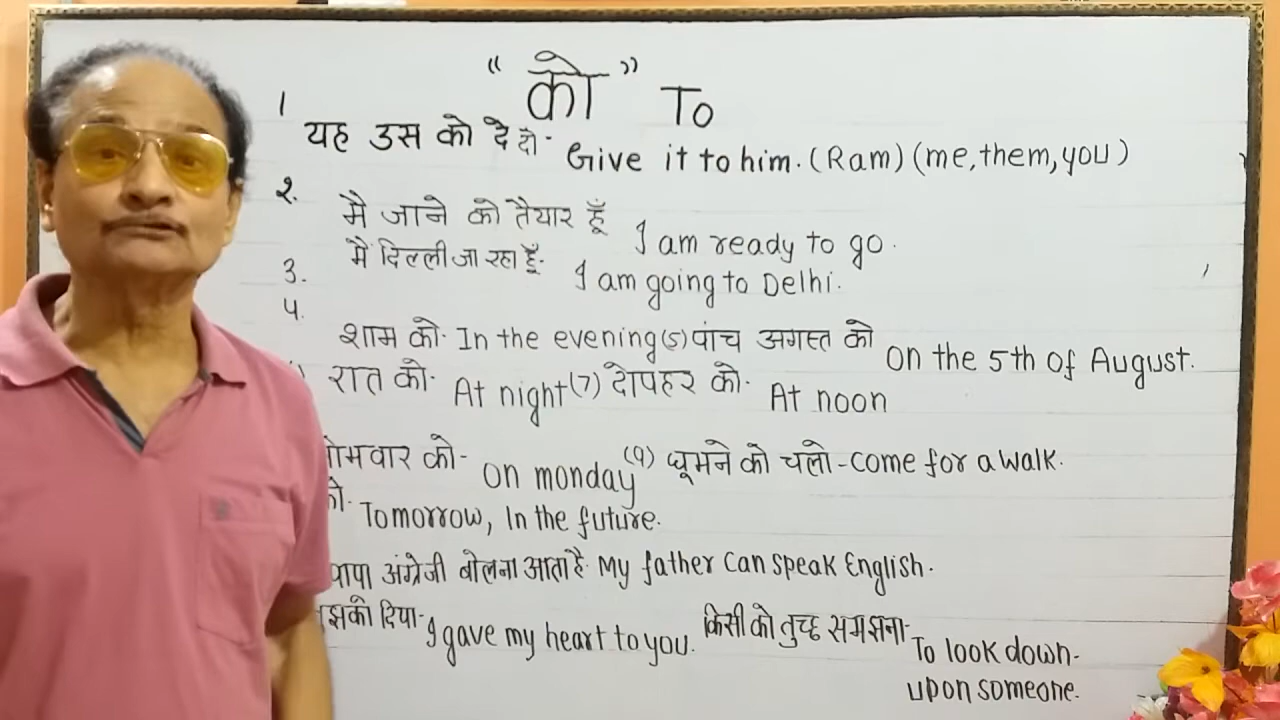 "को" To
1 यह उस को दे दो- Give it to him. (Ram) (me, them, you)
२. मै जाने को तैयार हूँ I am ready to go.
3. मैं दिल्ली जा रहा हूँ. I am going to Delhi.
4. शाम को. In the evening (5) पांच अगस्त को On the 5th of August.
रात को. At night (7) दोपहर को. At noon
को- On monday (9) घूमने को चलो - come for a walk.
Tomorrow, In the future.
पापा अंग्रेजी बोलना आता है. My father can speak English.
दिया- I gave my heart to you. किसी को तुच्छ समझना- To look down-
upon someone.